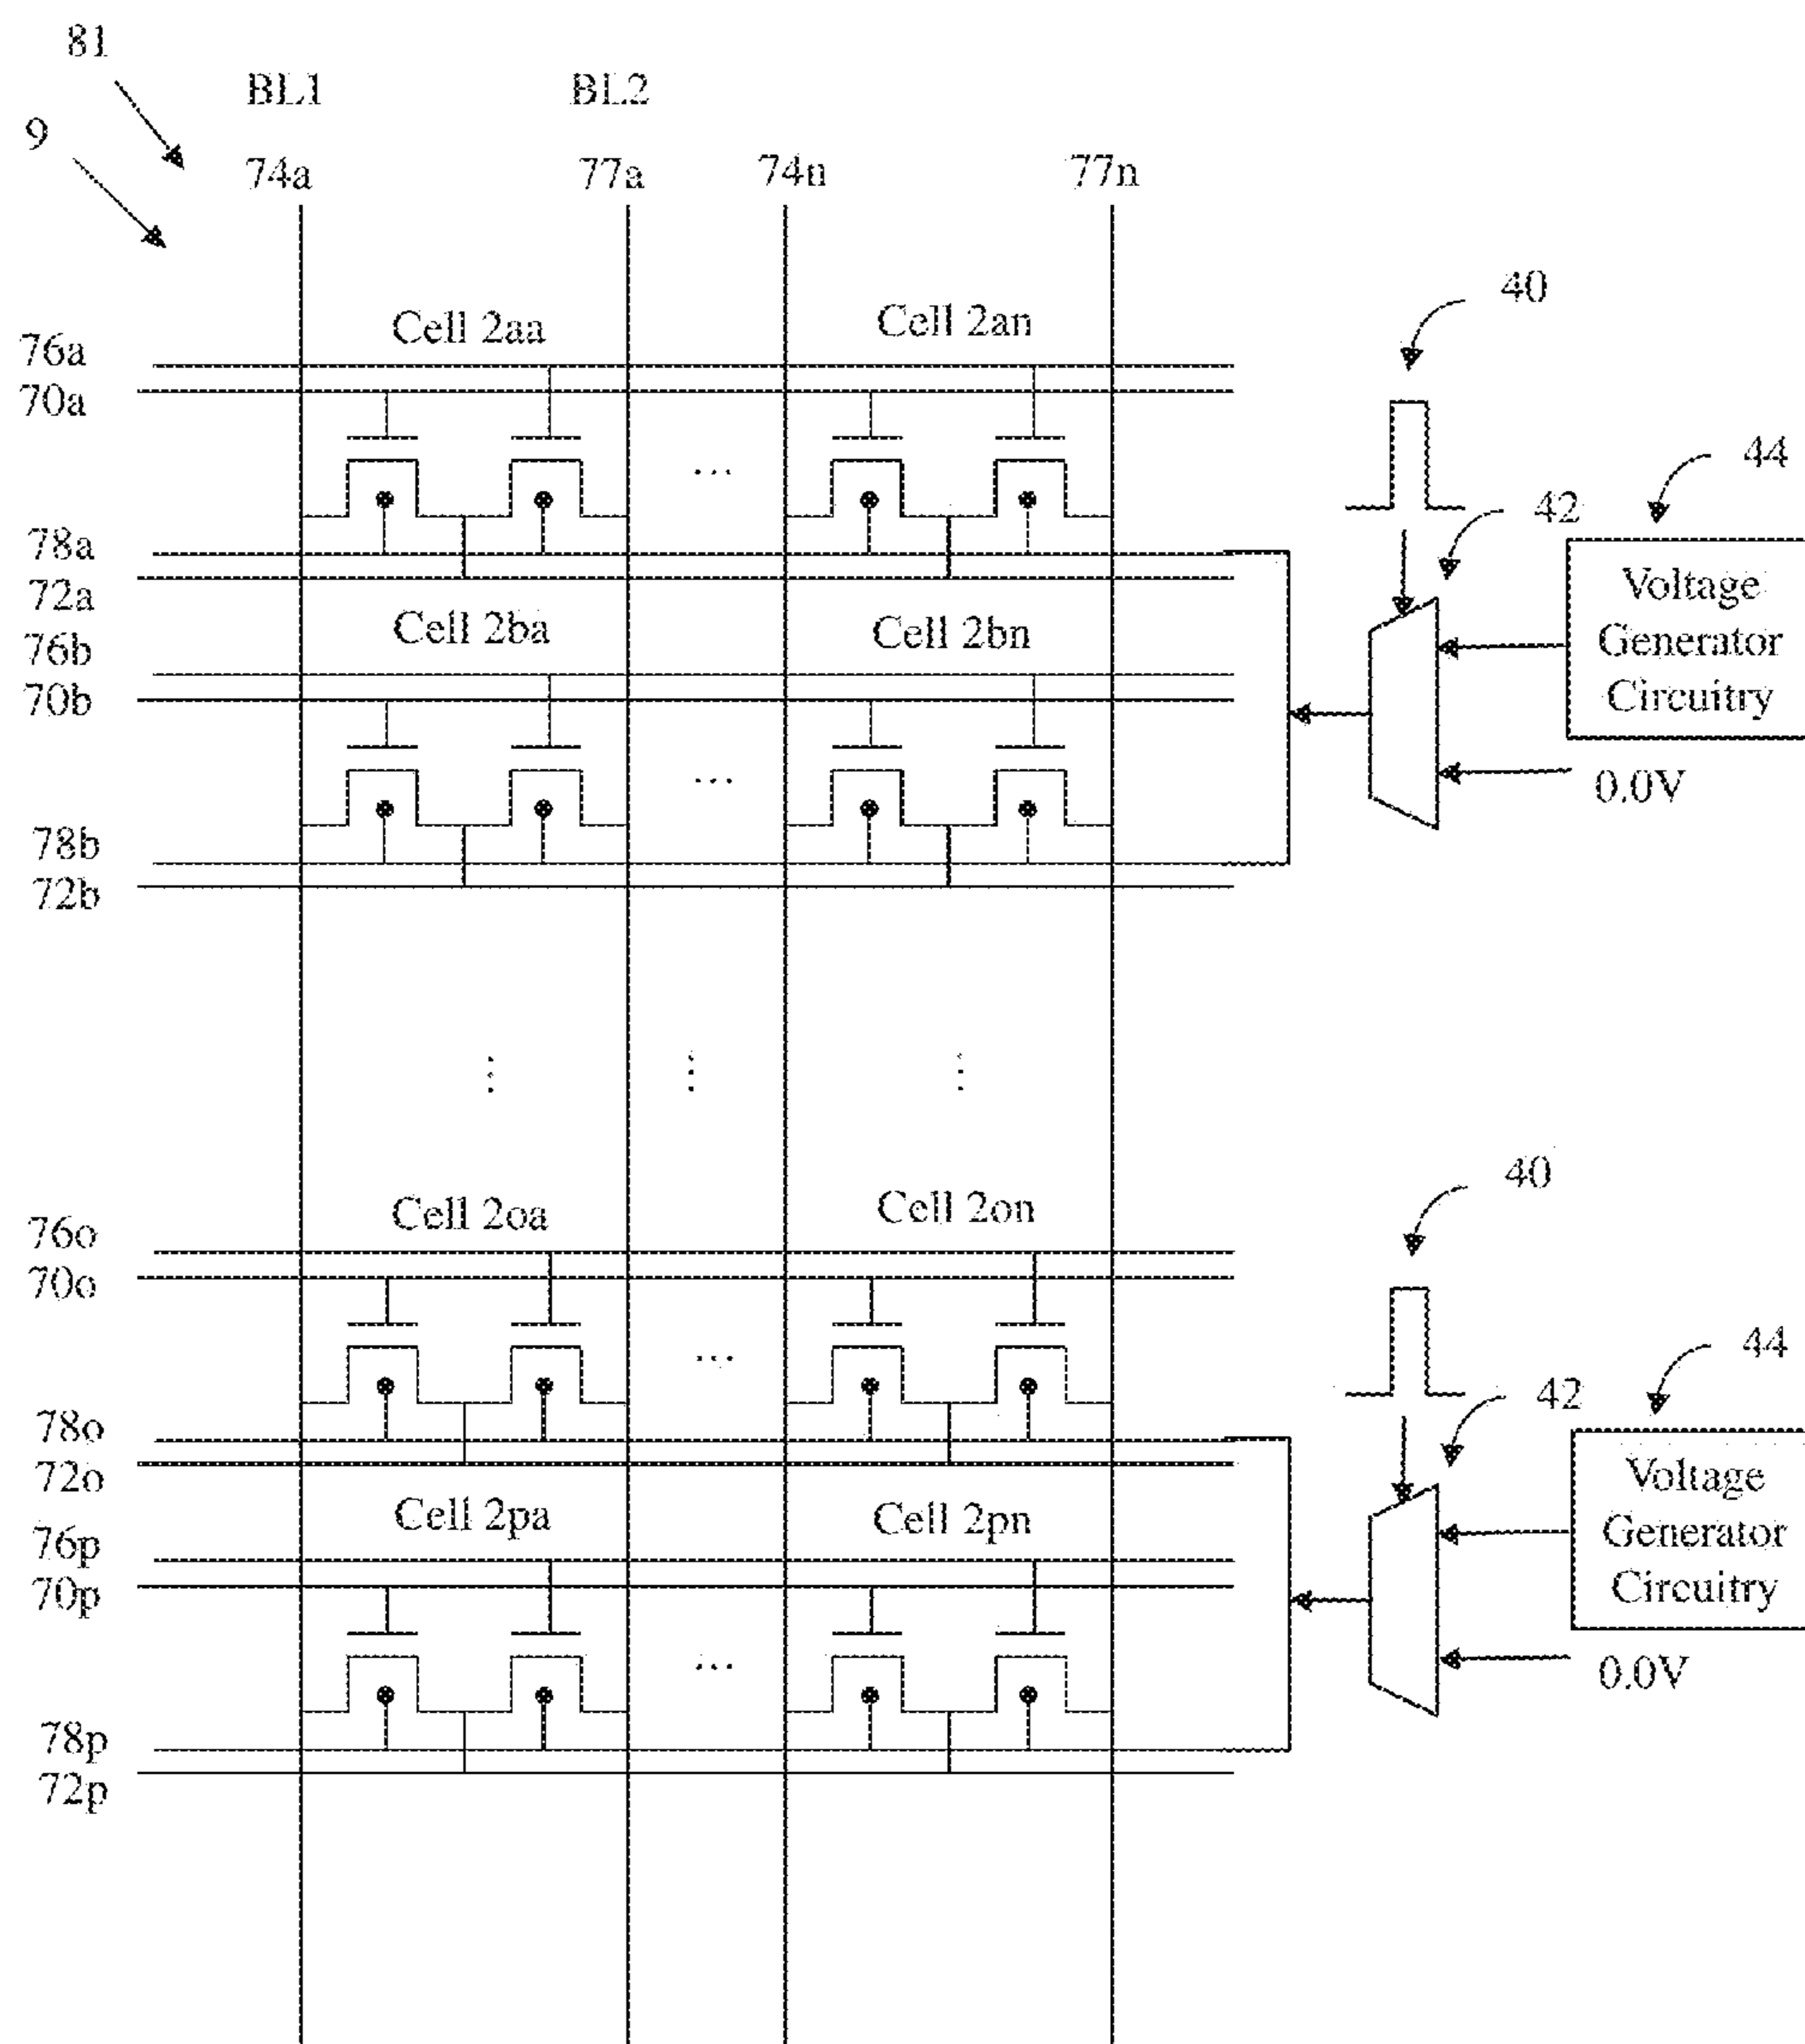 81
BL1 BL2
9
74a 77a 74n 77n
40
Cell 2aa Cell 2an
76a
70a
44
42
78a
72a
Voltage
Generator
Circuitry
Cell 2ba Cell 2bn
76b
70b
0.0V
...
...
78b
72b
⋮ ⋮ ⋮
40
Cell 2oa Cell 2on
76o
70o
44
...
42
78o
72o
Voltage
Generator
Circuitry
Cell 2pa Cell 2pn
76p
70p
0.0V
...
78p
72p